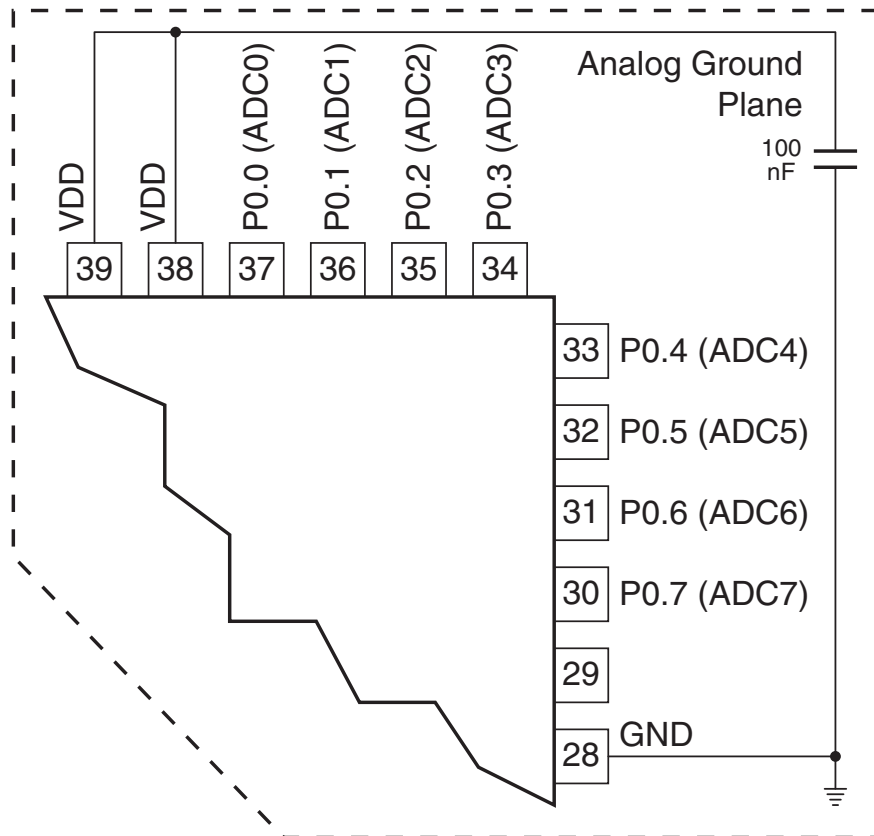 Analog Ground
Plane
100
nF
VDD
VDD
P0.0 (ADC0)
P0.1 (ADC1)
P0.2 (ADC2)
P0.3 (ADC3)
39
38
37
36
35
34
33 P0.4 (ADC4)
32 P0.5 (ADC5)
31 P0.6 (ADC6)
30 P0.7 (ADC7)
29
28 GND